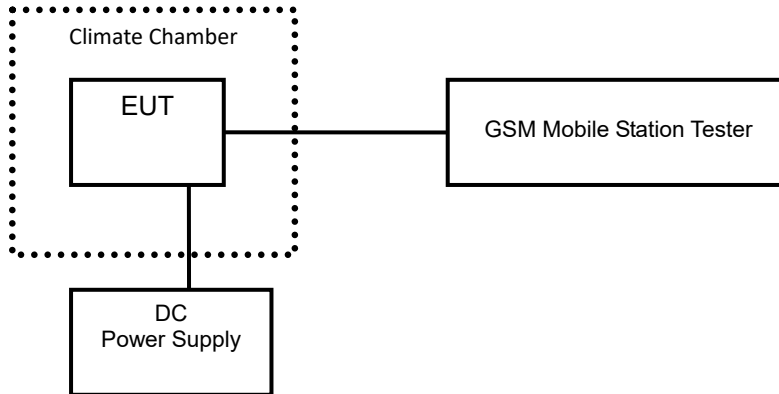 Climate Chamber
EUT
GSM Mobile Station Tester
DC
Power Supply